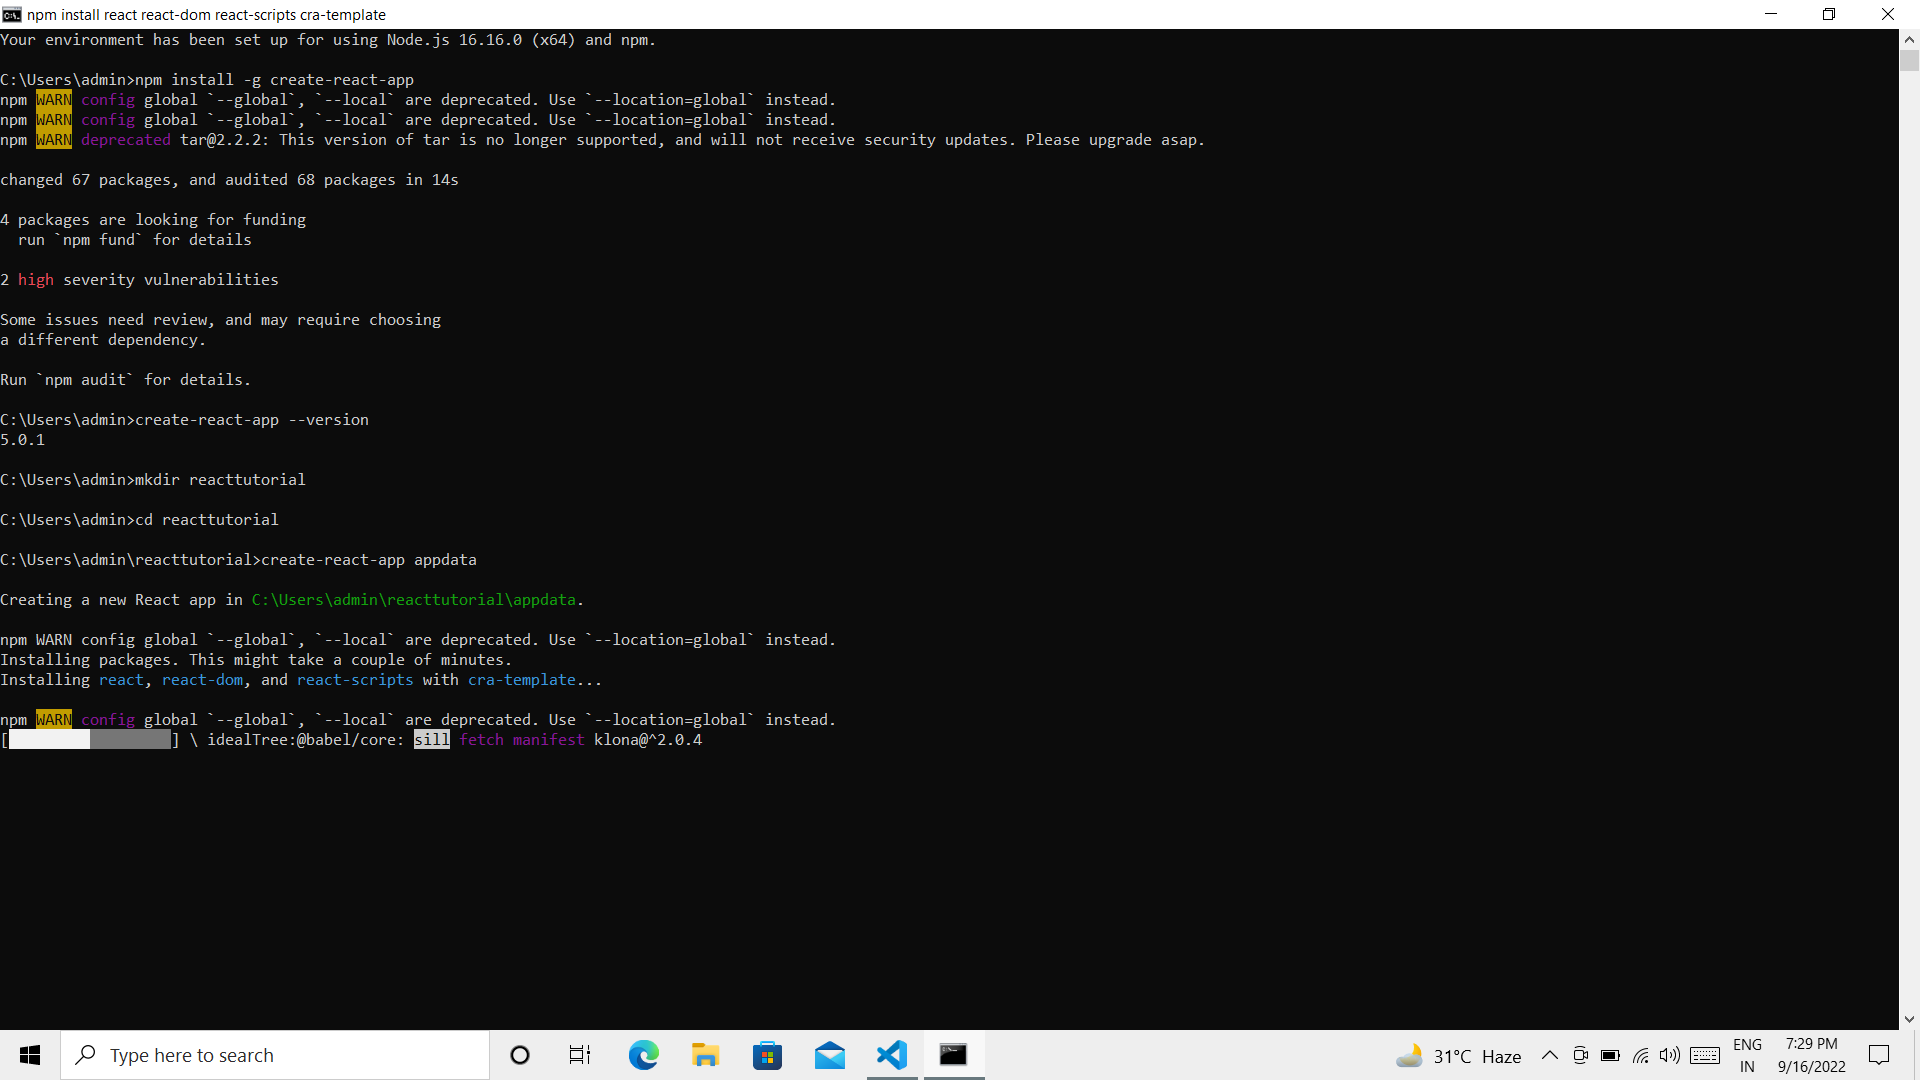 npm install react react-dom react-scripts cra-template
Your environment has been set up for using Node.js 16.16.0 (x64) and npm.
C:\Users\admin>npm install -g create-react-app
npm WARN config global `--global`, `--local` are deprecated. Use `--location=global` instead.
npm WARN config global `--global`, `--local` are deprecated. Use `--location=global` instead.
npm WARN deprecated tar@2.2.2: This version of tar is no longer supported, and will not receive security updates. Please upgrade asap.
changed 67 packages, and audited 68 packages in 14s
4 packages are looking for funding
  run `npm fund` for details
2 high severity vulnerabilities
Some issues need review, and may require choosing
a different dependency.
Run `npm audit` for details.
C:\Users\admin>create-react-app --version
5.0.1
C:\Users\admin>mkdir reacttutorial
C:\Users\admin>cd reacttutorial
C:\Users\admin\reacttutorial>create-react-app appdata
Creating a new React app in C:\Users\admin\reacttutorial\appdata.
npm WARN config global `--global`, `--local` are deprecated. Use `--location=global` instead.
Installing packages. This might take a couple of minutes.
Installing react, react-dom, and react-scripts with cra-template...
npm WARN config global `--global`, `--local` are deprecated. Use `--location=global` instead.
[                  ] \ idealTree:@babel/core: sill fetch manifest klona@^2.0.4
Type here to search
31°C Haze
ENG
IN
7:29 PM
9/16/2022